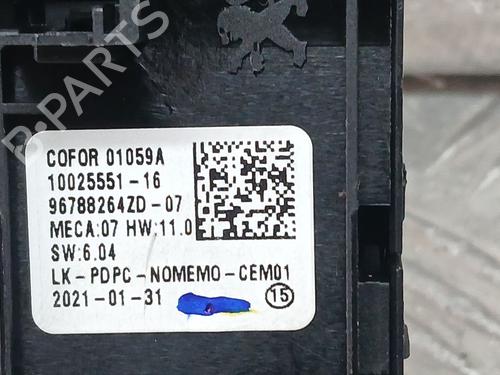 B-PARTS
COFOR 01059A
10025551-16
96788264ZD-07
MECA:07 HW:11.0
SW:6.04
LK-PDPC-NOMEMO-CEM01
2021-01-31 15